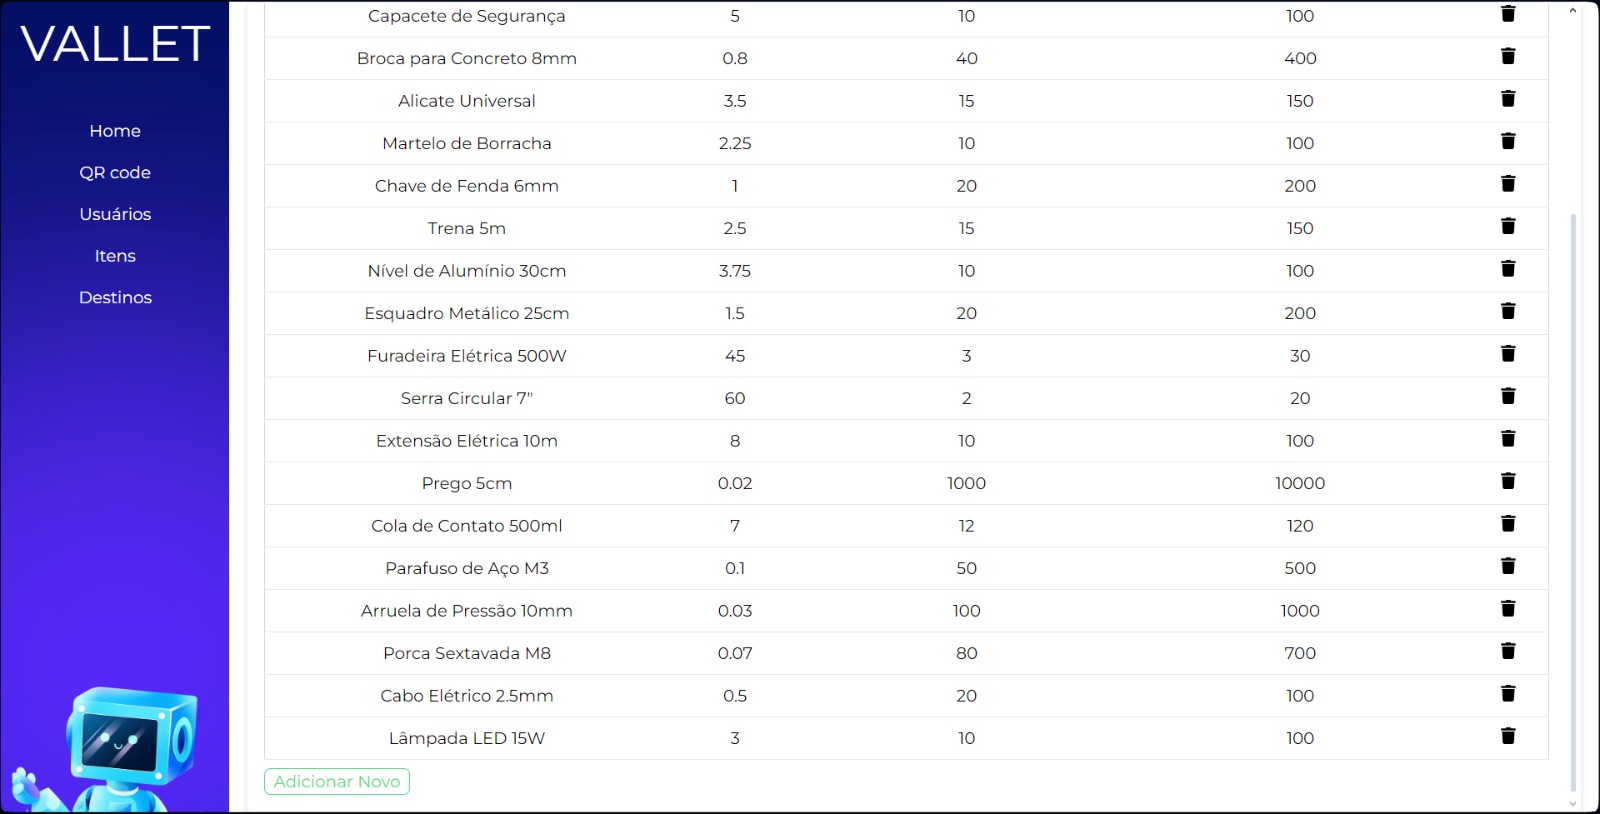 VALLET
Home
QR code
Usuários
Itens
Destinos
Capacete de Segurança 5 10 100
Broca para Concreto 8mm 0.8 40 400
Alicate Universal 3.5 15 150
Martelo de Borracha 2.25 10 100
Chave de Fenda 6mm 1 20 200
Trena 5m 2.5 15 150
Nível de Alumínio 30cm 3.75 10 100
Esquadro Metálico 25cm 1.5 20 200
Furadeira Elétrica 500W 45 3 30
Serra Circular 7" 60 2 20
Extensão Elétrica 10m 8 10 100
Prego 5cm 0.02 1000 10000
Cola de Contato 500ml 7 12 120
Parafuso de Aço M3 0.1 50 500
Arruela de Pressão 10mm 0.03 100 1000
Porca Sextavada M8 0.07 80 700
Cabo Elétrico 2.5mm 0.5 20 100
Lâmpada LED 15W 3 10 100
Adicionar Novo